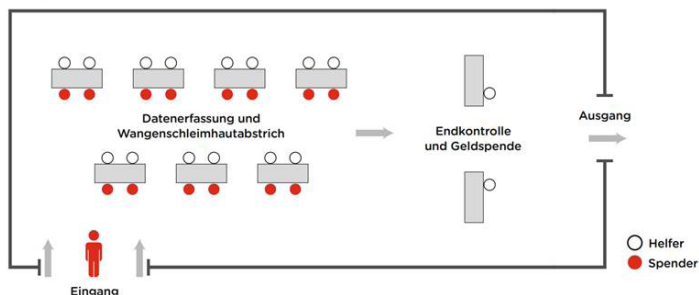 Datenerfassung und
Wangenschleimhautabstrich
Endkontrolle
und Geldspende
Ausgang
Helfer
Spender
Eingang